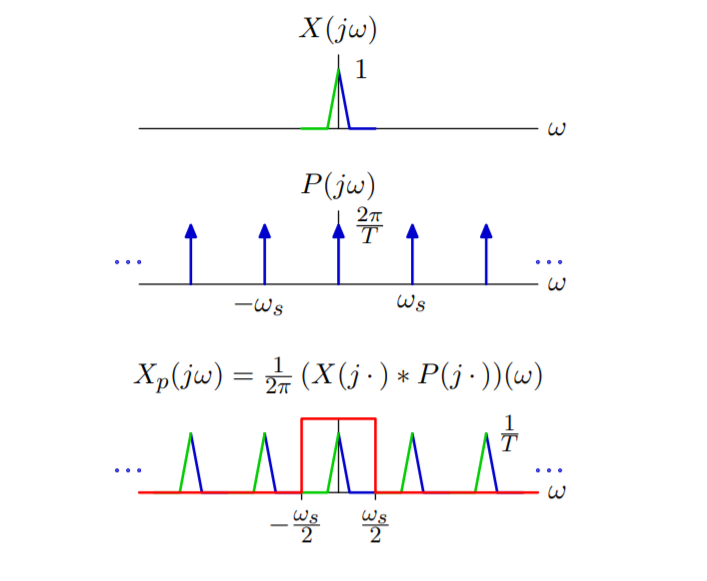 X(jω)
1
ω
P(jω)
2π/T
... ...
ω
−ω_s ω_s
X_p(jω) = 1/2π (X(j·) ∗ P(j·))(ω)
1/T
... ...
ω
−ω_s/2 ω_s/2